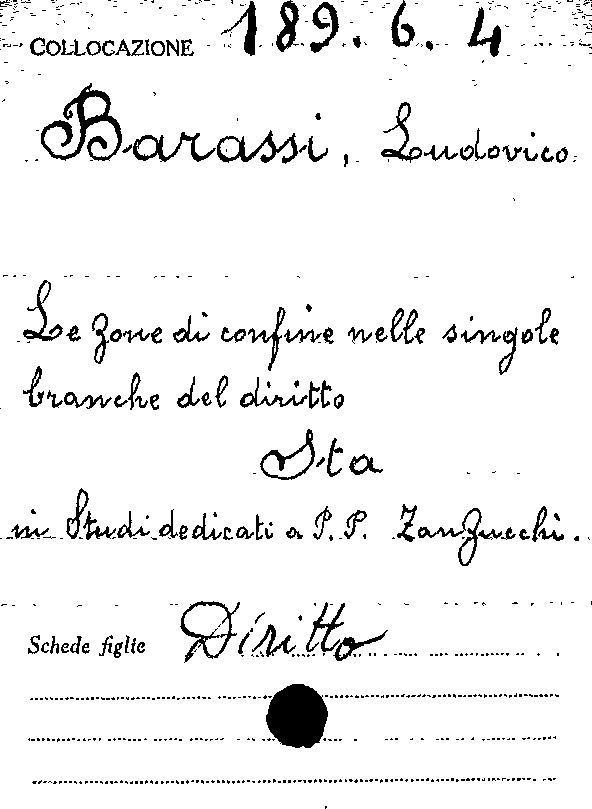 COLLOCAZIONE 189.6.4
Barassi, Ludovico
Le zone di confine nelle singole
branche del diritto
Sta
in Studi dedicati a P.P. Zanzucchi.
Schede figlie Diritto